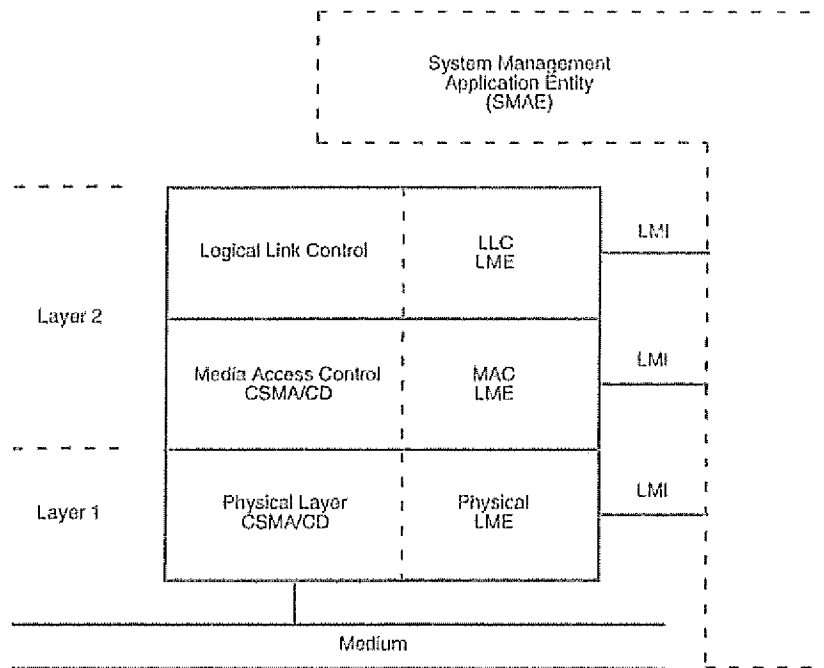 System Management
Application Entity
(SMAE)
Logical Link Control
LLC
LME
LMI
Layer 2
Media Access Control
CSMA/CD
MAC
LME
LMI
Layer 1
Physical Layer
CSMA/CD
Physical
LME
LMI
Medium